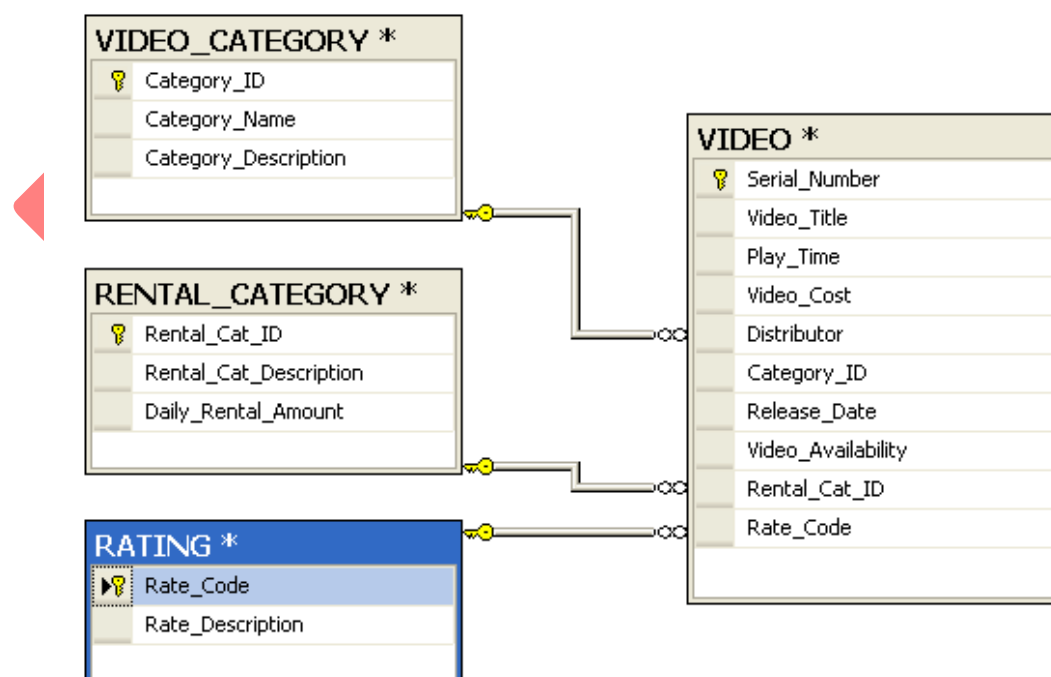 VIDEO_CATEGORY *
Category_ID
Category_Name
Category_Description
RENTAL_CATEGORY *
Rental_Cat_ID
Rental_Cat_Description
Daily_Rental_Amount
RATING *
Rate_Code
Rate_Description
VIDEO *
Serial_Number
Video_Title
Play_Time
Video_Cost
Distributor
Category_ID
Release_Date
Video_Availability
Rental_Cat_ID
Rate_Code